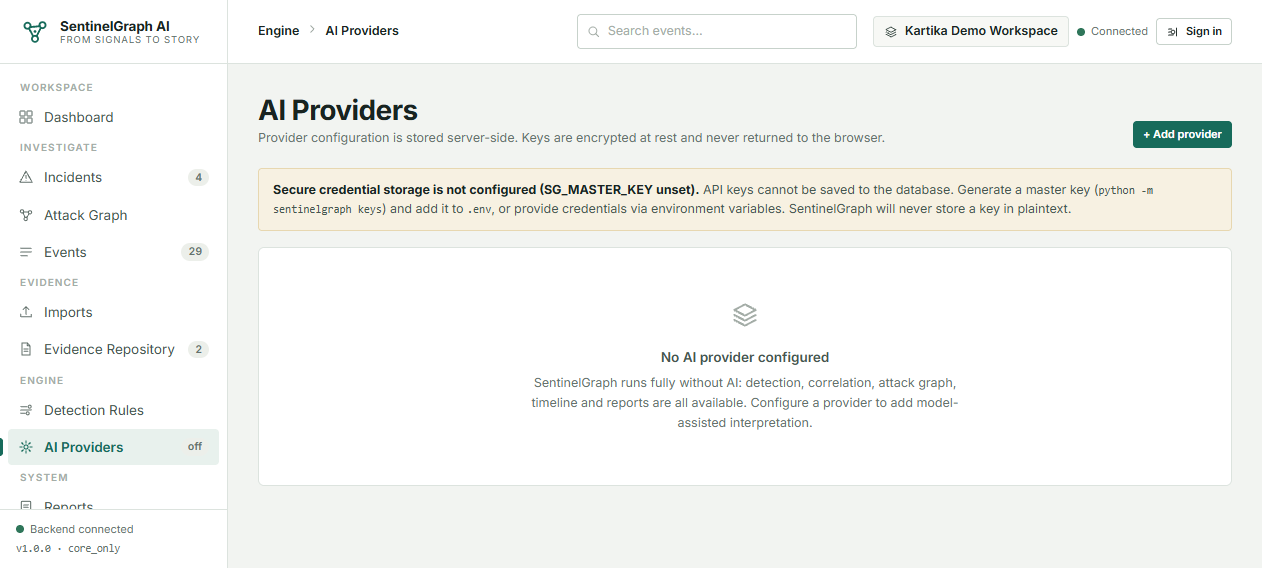 SentinelGraph AI
FROM SIGNALS TO STORY
Engine > AI Providers
Search events...
Kartika Demo Workspace
Connected
Sign in
WORKSPACE
Dashboard
INVESTIGATE
Incidents 4
Attack Graph
Events 29
EVIDENCE
Imports
Evidence Repository 2
ENGINE
Detection Rules
AI Providers off
SYSTEM
Reports
Backend connected
v1.0.0 · core_only
AI Providers
Provider configuration is stored server-side. Keys are encrypted at rest and never returned to the browser.
+ Add provider
Secure credential storage is not configured (SG_MASTER_KEY unset). API keys cannot be saved to the database. Generate a master key (python -m
sentinelgraph keys) and add it to .env, or provide credentials via environment variables. SentinelGraph will never store a key in plaintext.
No AI provider configured
SentinelGraph runs fully without AI: detection, correlation, attack graph,
timeline and reports are all available. Configure a provider to add model-
assisted interpretation.